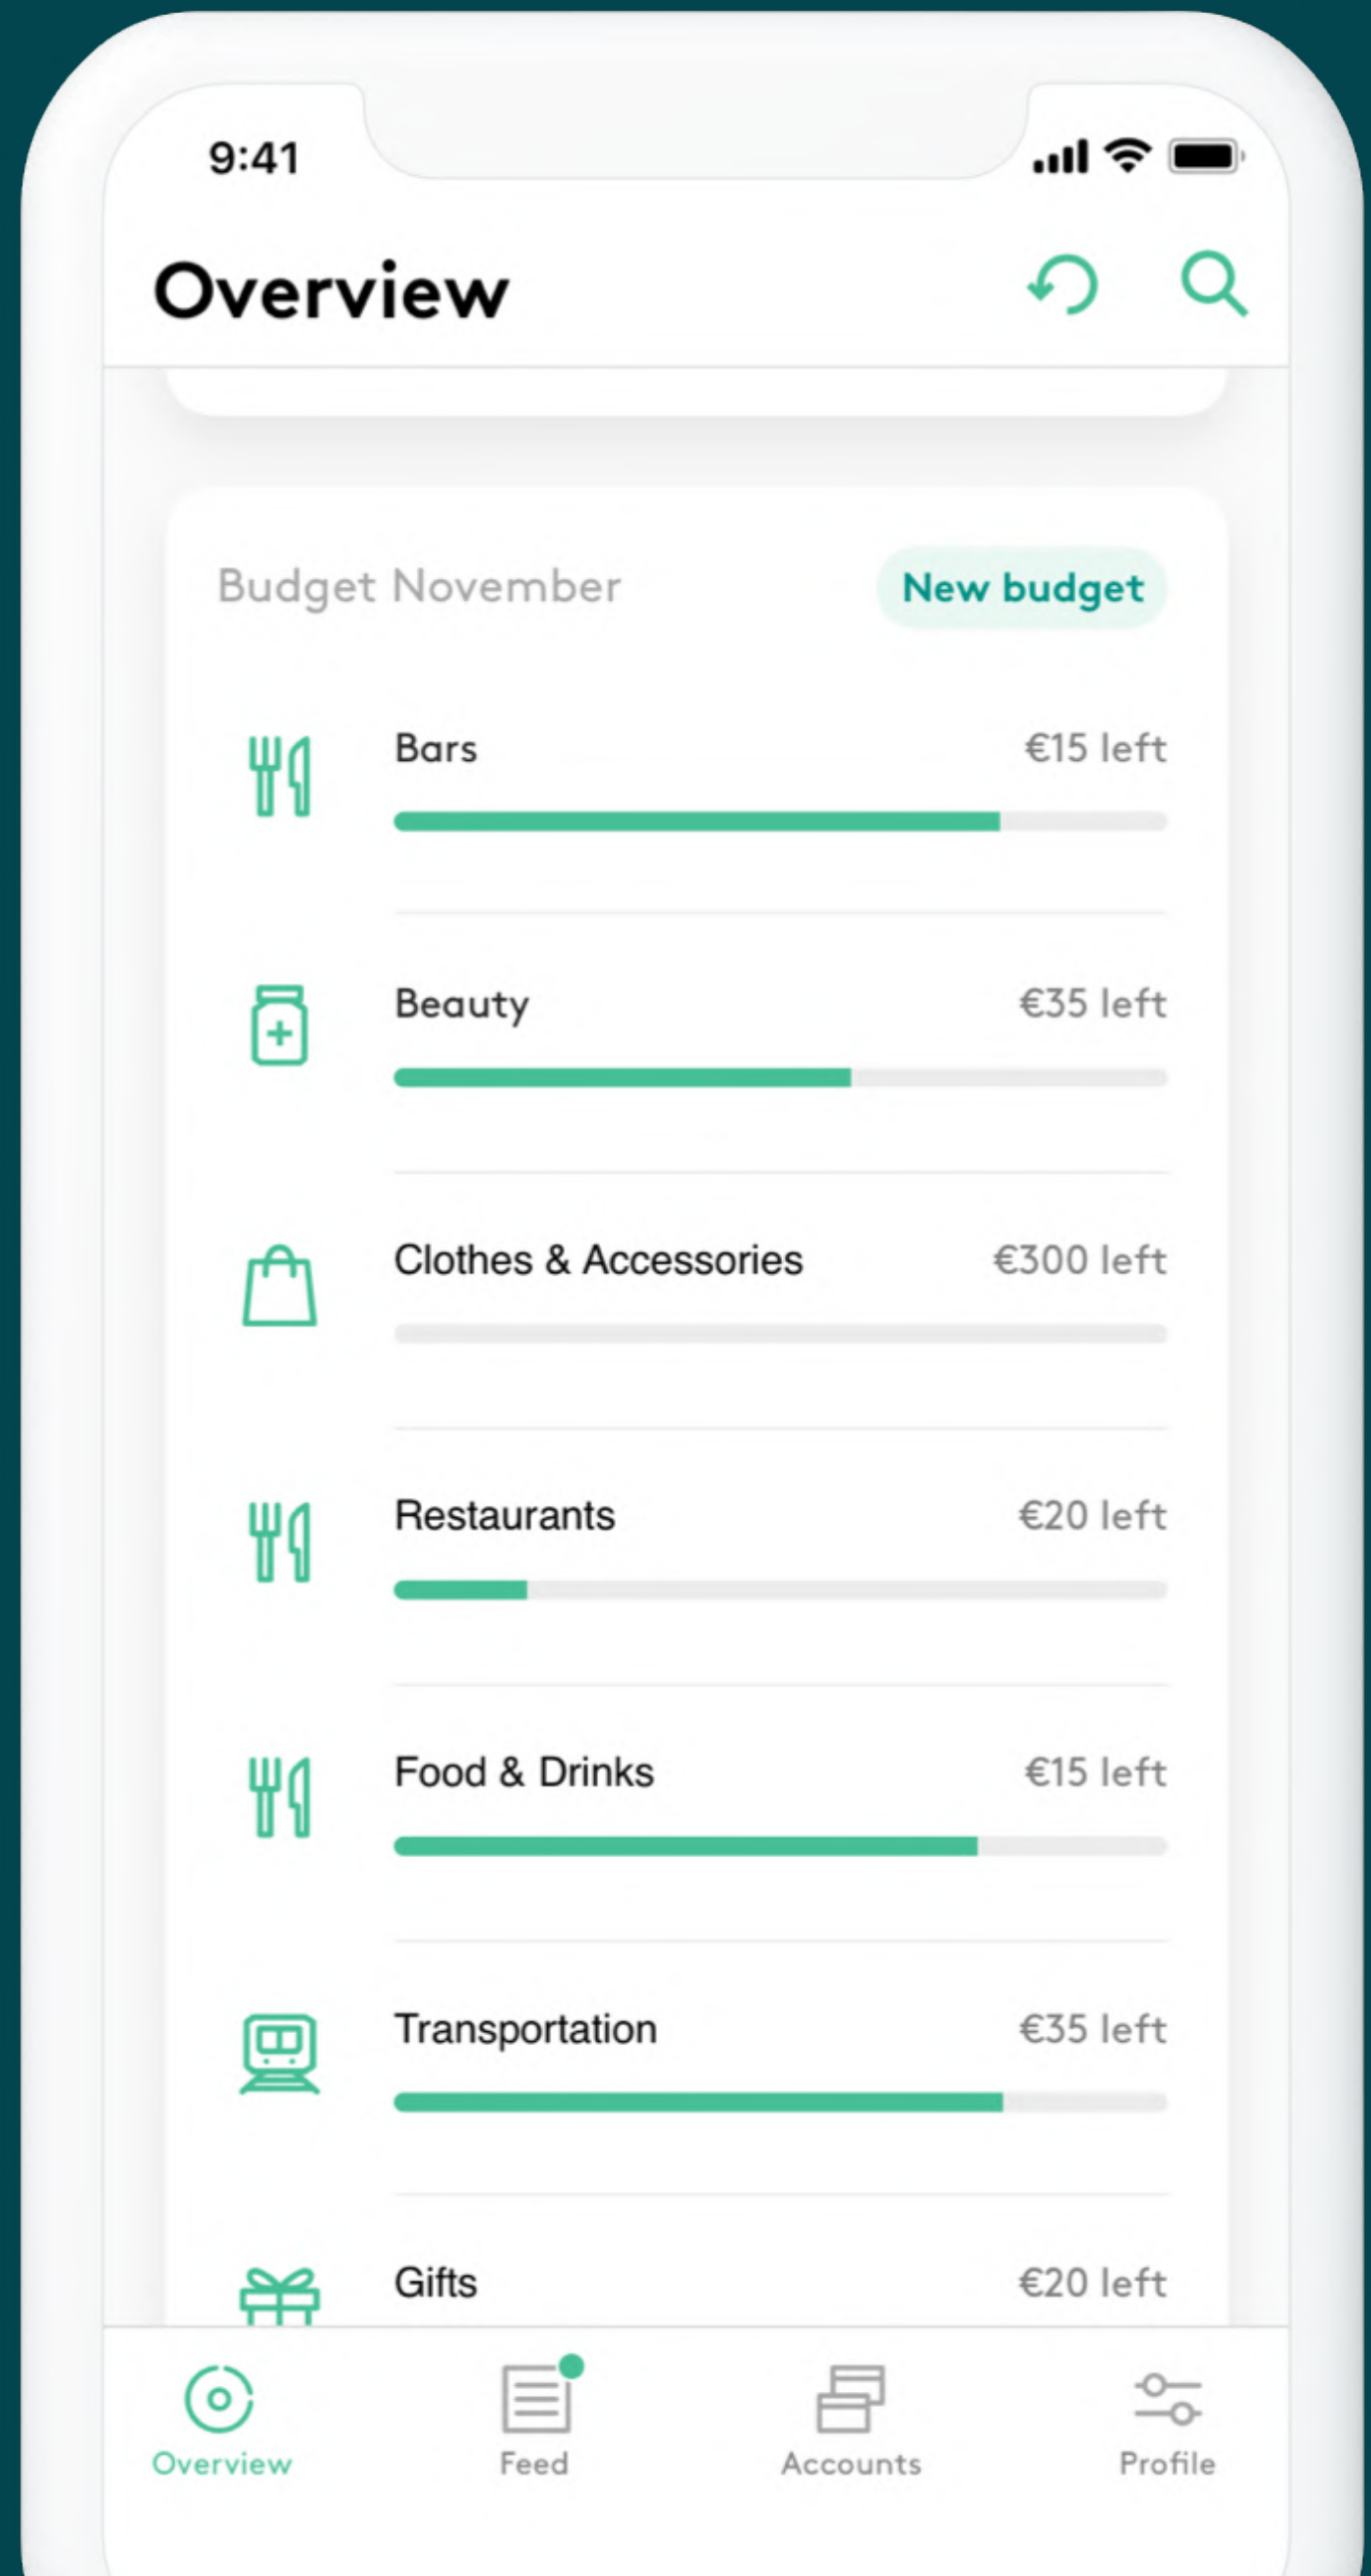 9:41
Overview
Budget November
New budget
Bars
€15 left
Beauty
€35 left
Clothes & Accessories
€300 left
Restaurants
€20 left
Food & Drinks
€15 left
Transportation
€35 left
Gifts
€20 left
Overview
Feed
Accounts
Profile